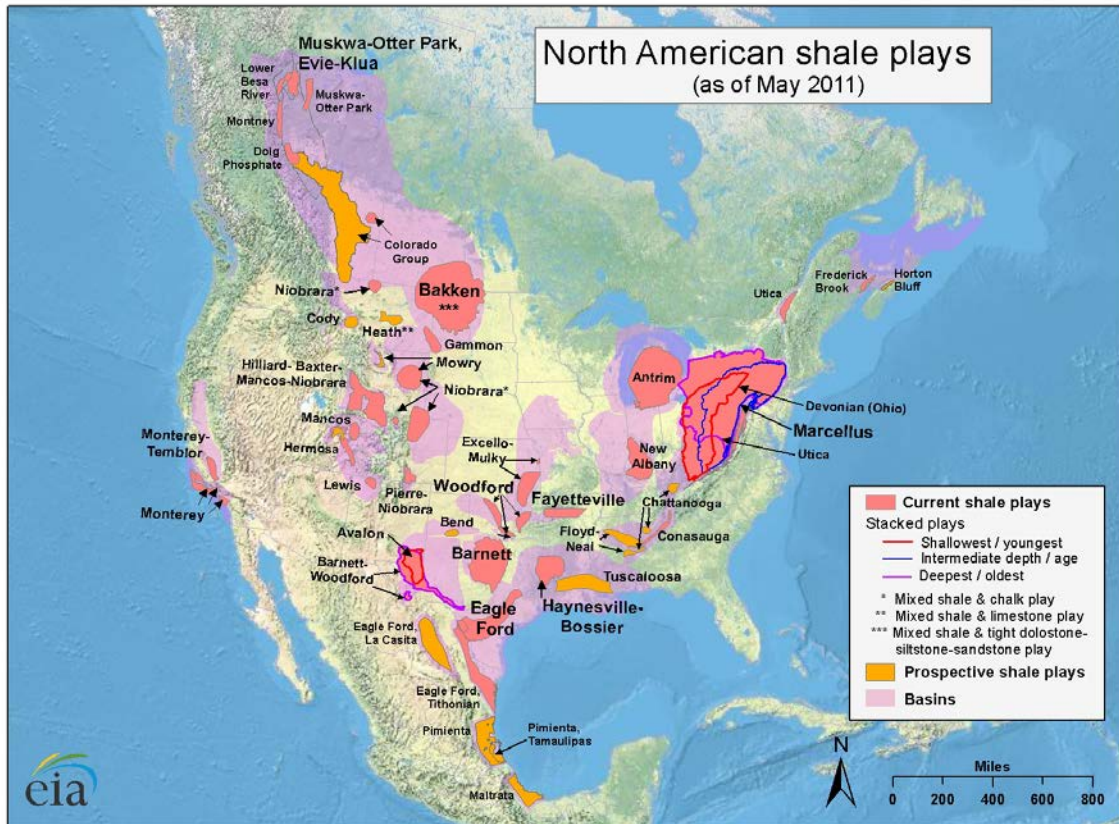 North American shale plays
(as of May 2011)
Muskwa-Otter Park,
Evie-Klua
Lower
Besa
River
Muskwa-
Otter Park
Montney
Doig
Phosphate
Colorado
Group
Niobrara*
Bakken
***
Cody
Heath**
Gammon
Mowry
Hilliard- Baxter-
Mancos-Niobrara
Niobrara*
Antrim
Utica
Frederick
Brook
Horton
Bluff
Devonian (Ohio)
Marcellus
Utica
Mancos
Hermosa
Monterey-
Temblor
Lewis
Pierre-
Niobrara
Monterey
Excello-
Mulky
New
Albany
Woodford
Fayetteville
Chattanooga
Avalon
Bend
Barnett
Floyd-
Neal
Conasauga
Barnett-
Woodford
Tuscaloosa
Eagle
Ford
Haynesville-
Bossier
Eagle Ford,
La Casita
Eagle Ford,
Tithonian
Pimienta
Pimienta,
Tamaulipas
Maltrata
Current shale plays
Stacked plays
Shallowest / youngest
Intermediate depth / age
Deepest / oldest
* Mixed shale & chalk play
** Mixed shale & limestone play
*** Mixed shale & tight dolostone-
siltstone-sandstone play
Prospective shale plays
Basins
N
Miles
0 200 400 600 800
eia